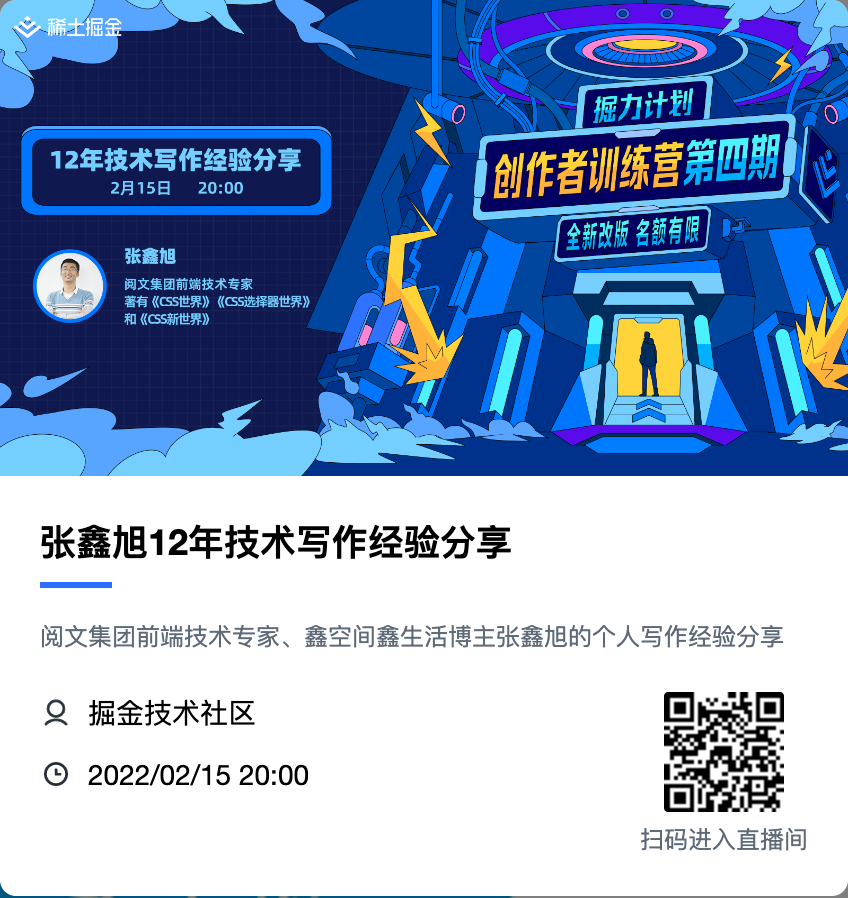 稀土掘金
掘力计划
创作者训练营第四期
全新改版 名额有限
12年技术写作经验分享
2月15日 20:00
张鑫旭
阅文集团前端技术专家
著有《CSS世界》《CSS选择器世界》
和《CSS新世界》
张鑫旭12年技术写作经验分享
阅文集团前端技术专家、鑫空间鑫生活博主张鑫旭的个人写作经验分享
掘金技术社区
2022/02/15 20:00
扫码进入直播间